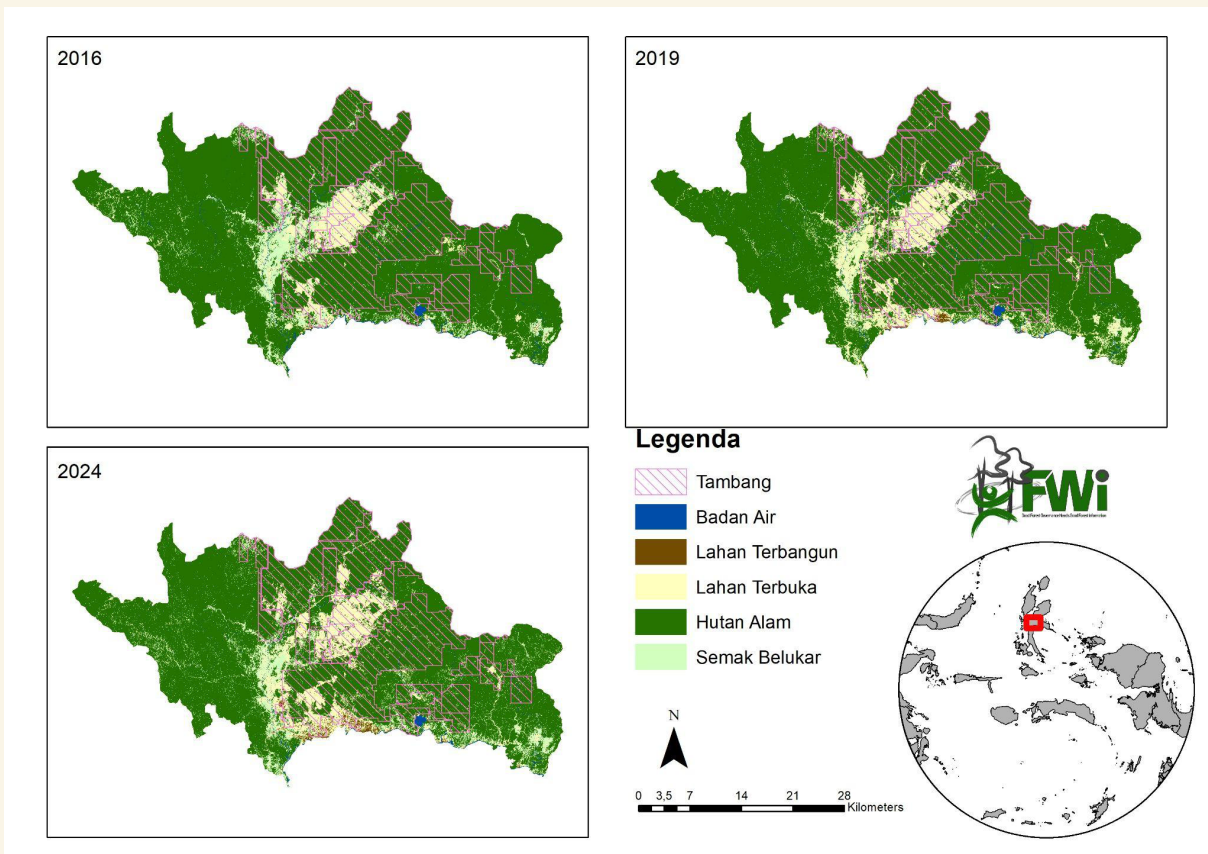 2016
2019
2024
Legenda
Tambang
Badan Air
Lahan Terbangun
Lahan Terbuka
Hutan Alam
Semak Belukar
FWi
N
0 3,5 7 14 21 28
Kilometers